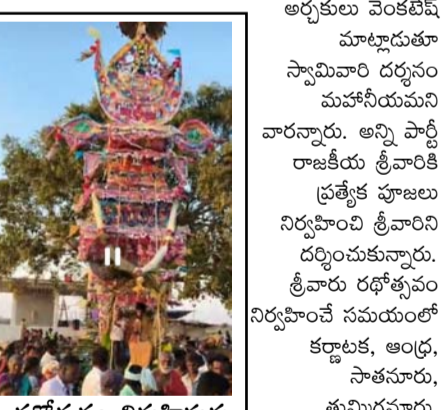 అర్చకులు వెంకటేష్
మాట్లాడుతూ
స్వామివారి దర్శనం
మహానీయమని
వారన్నారు. అన్ని పార్టీ
రాజకీయ శ్రీవారికి
ప్రత్యేక పూజలు
నిర్వహించి శ్రీవారిని
దర్శించుకున్నారు.
శ్రీవారు రథోత్సవం
నిర్వహించే సమయంలో
కర్ణాటక, ఆంధ్ర,
సాతనూరు,